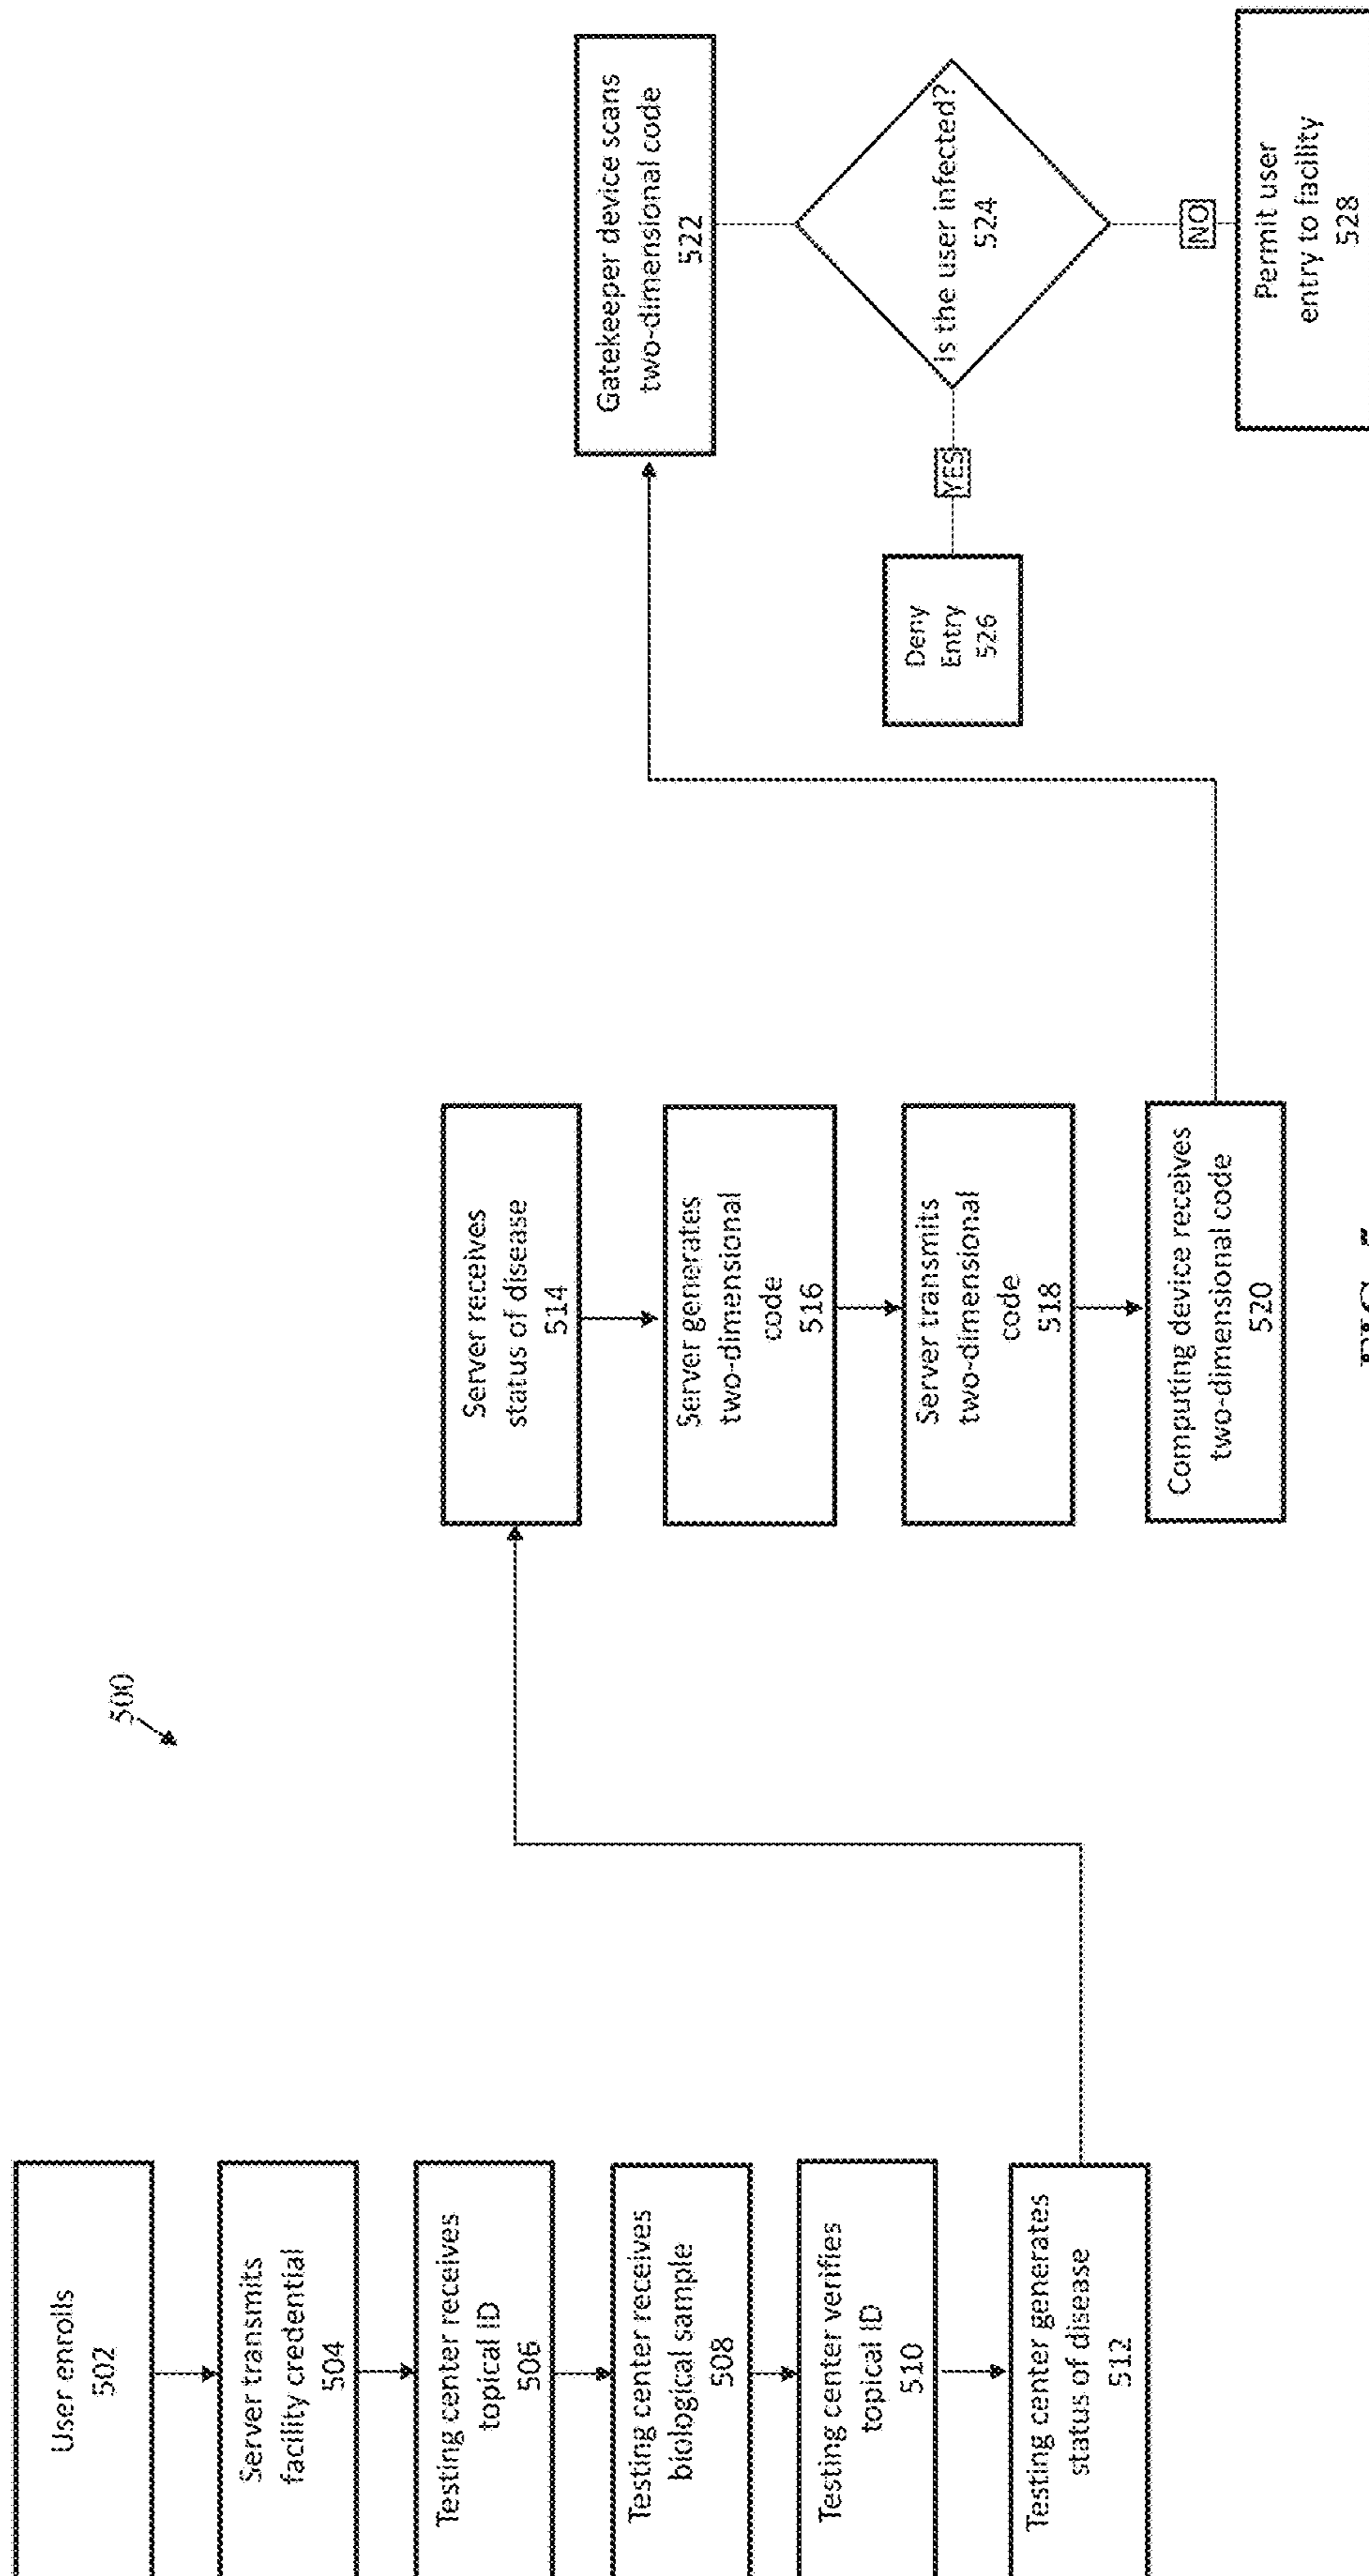 500
User enrolls
502
Server transmits
facility credential
504
Testing center receives
topical ID
506
Testing center receives
biological sample
508
Testing center verifies
topical ID
510
Testing center generates
status of disease
512
Server receives
status of disease
514
Server generates
two-dimensional
code
516
Server transmits
two-dimensional
code
518
Computing device receives
two-dimensional code
520
Gatekeeper device scans
two-dimensional code
522
Is the user infected?
524
YES
Deny
Entry
526
NO
Permit user
entry to facility
528